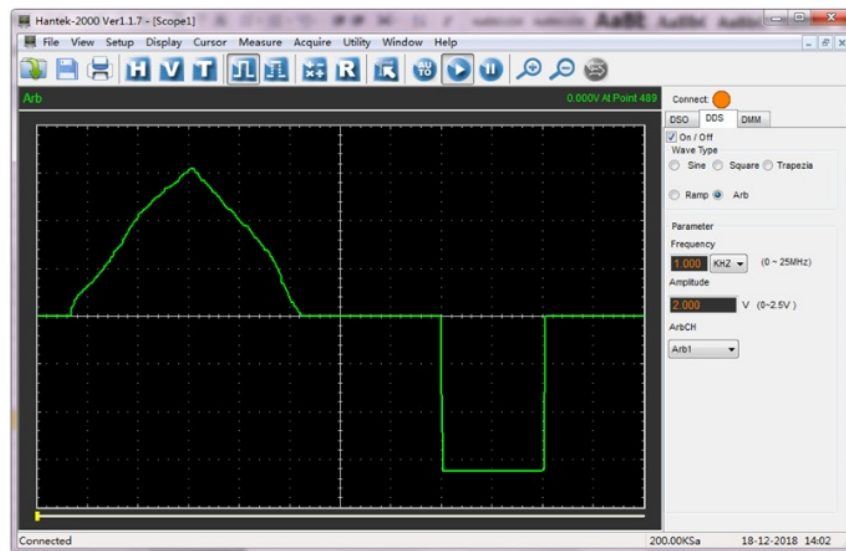 Hantek-2000 Ver1.1.7 - [Scope1]
AaBb
File View Setup Display Cursor Measure Acquire Utility Window Help
H V T R AUTO
Arb 0.000V At Point 489
Connect:
DSO DDS DMM
On / Off
Wave Type
Sine Square Trapezia
Ramp Arb
Parameter
Frequency
1.000 KHZ (0 ~ 25MHz)
Amplitude
2.000 V (0~2.5V )
ArbCH
Arb1
Connected 200.00KSa 18-12-2018 14:02